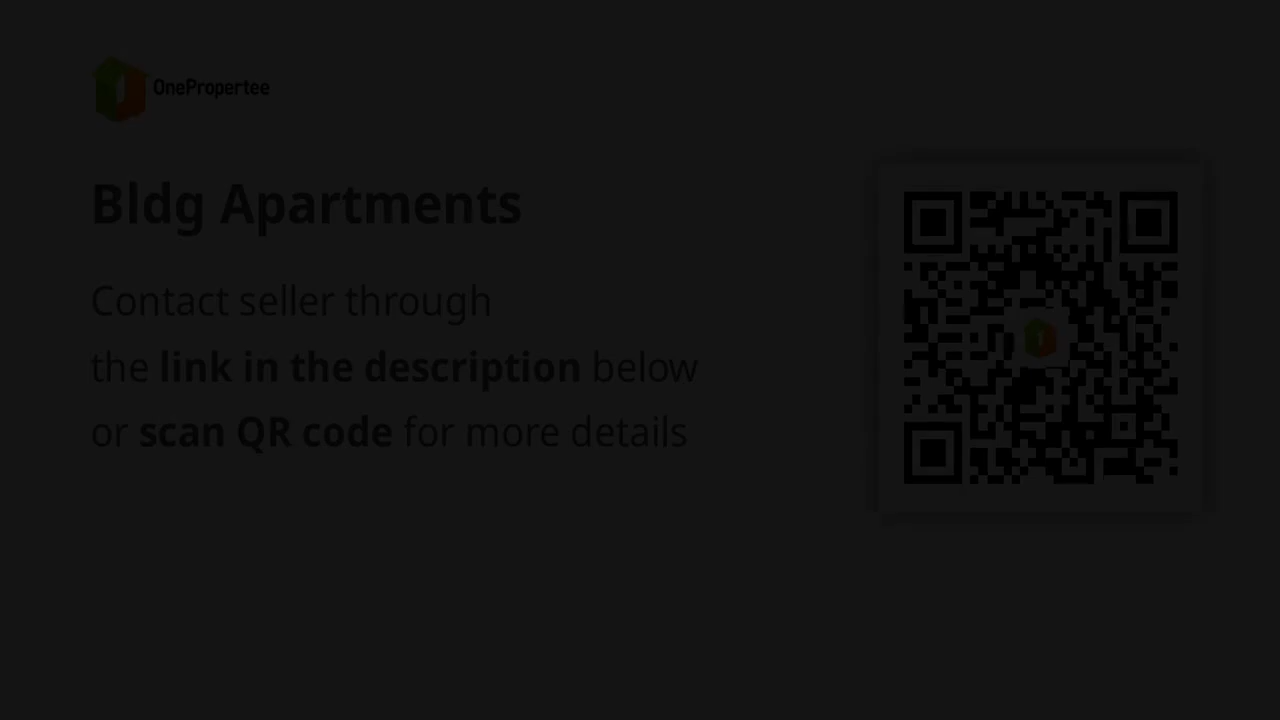 OnePropertee
Bldg Apartments
Contact seller through
the link in the description below
or scan QR code for more details